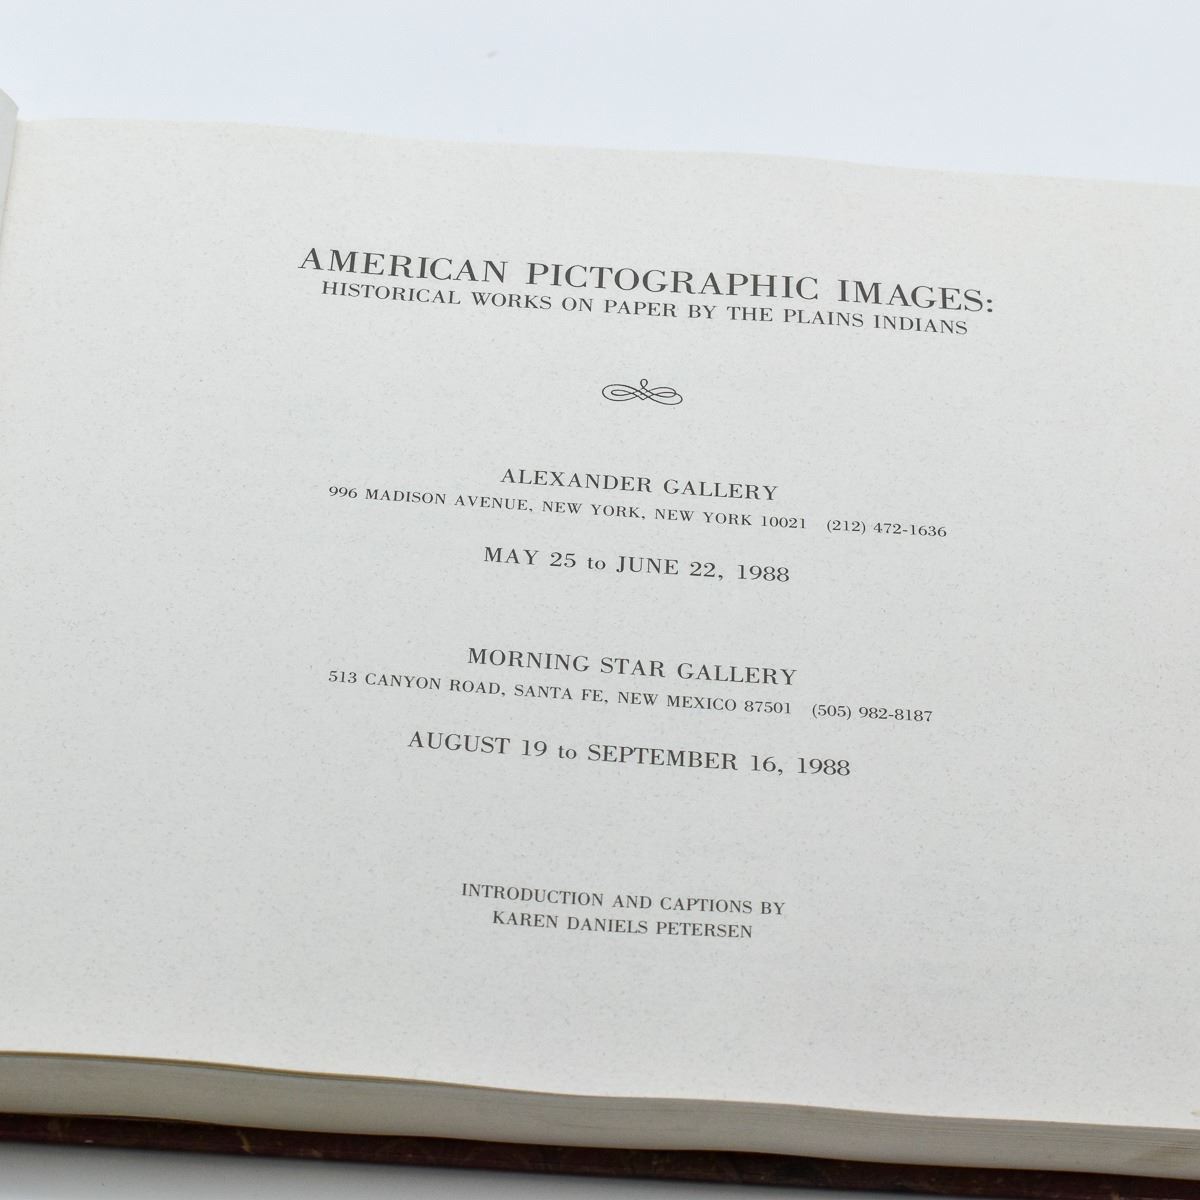 AMERICAN PICTOGRAPHIC IMAGES:
HISTORICAL WORKS ON PAPER BY THE PLAINS INDIANS
ALEXANDER GALLERY
996 MADISON AVENUE, NEW YORK, NEW YORK 10021 (212) 472-1636
MAY 25 to JUNE 22, 1988
MORNING STAR GALLERY
513 CANYON ROAD, SANTA FE, NEW MEXICO 87501 (505) 982-8187
AUGUST 19 to SEPTEMBER 16, 1988
INTRODUCTION AND CAPTIONS BY
KAREN DANIELS PETERSEN